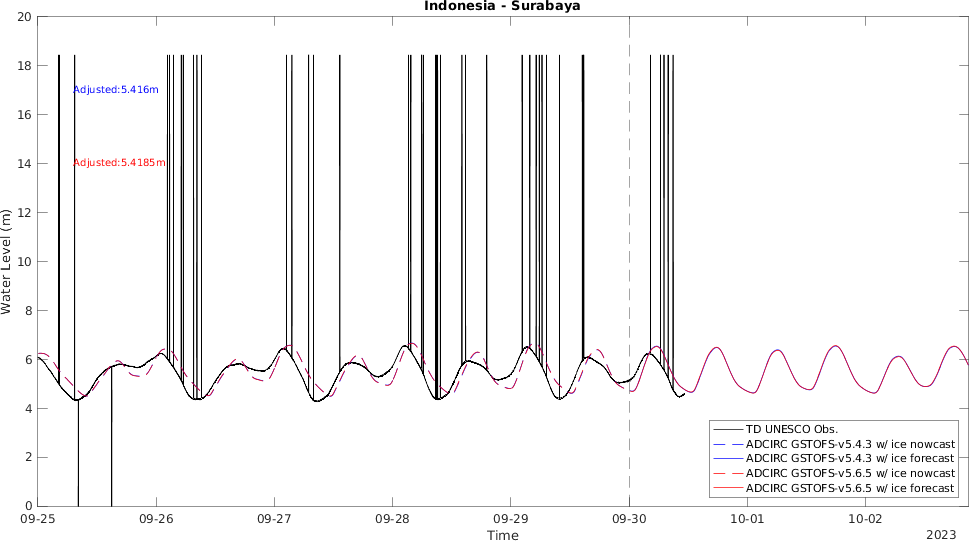 Indonesia - Surabaya
20
18
16
14
12
10
8
6
4
2
0
Water Level (m)
Adjusted:5.416m
Adjusted:5.4185m
TD UNESCO Obs.
ADCIRC GSTOFS-v5.4.3 w/ ice nowcast
ADCIRC GSTOFS-v5.4.3 w/ ice forecast
ADCIRC GSTOFS-v5.6.5 w/ ice nowcast
ADCIRC GSTOFS-v5.6.5 w/ ice forecast
09-25 09-26 09-27 09-28 09-29 09-30 10-01 10-02
Time
2023